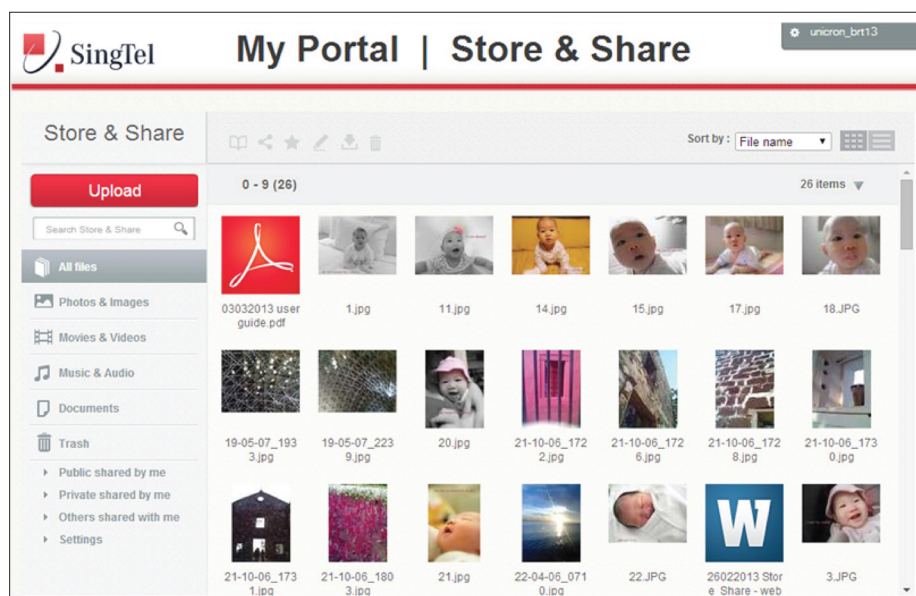 SingTel
My Portal | Store & Share
unicron_brt13
Store & Share
Sort by : File name
Upload
0 - 9 (26)
26 items
Search Store & Share
All files
Photos & Images
Movies & Videos
Music & Audio
Documents
Trash
Public shared by me
Private shared by me
Others shared with me
Settings
03032013 user
guide.pdf
1.jpg
11.jpg
14.jpg
15.jpg
17.jpg
18.JPG
19-05-07_193
3.jpg
19-05-07_223
9.jpg
20.jpg
21-10-06_172
2.jpg
21-10-06_172
6.jpg
21-10-06_172
8.jpg
21-10-06_173
0.jpg
21-10-06_173
1.jpg
21-10-06_180
3.jpg
21.jpg
22-04-06_071
0.jpg
22.JPG
W
26022013 Stor
e Share - web
3.JPG